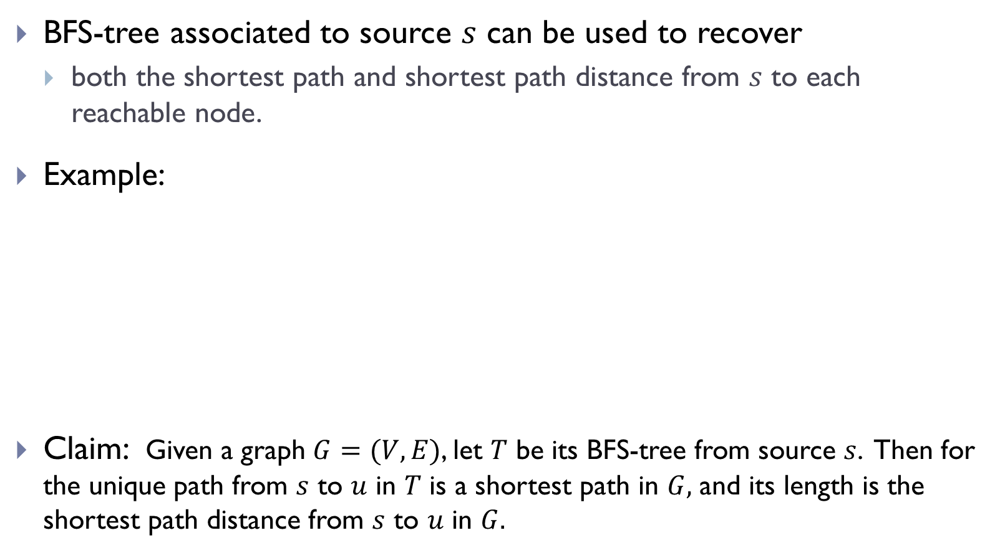 BFS-tree associated to source s can be used to recover
both the shortest path and shortest path distance from s to each
reachable node.
Example:
Claim: Given a graph G = (V, E), let T be its BFS-tree from source s. Then for
the unique path from s to u in T is a shortest path in G, and its length is the
shortest path distance from s to u in G.